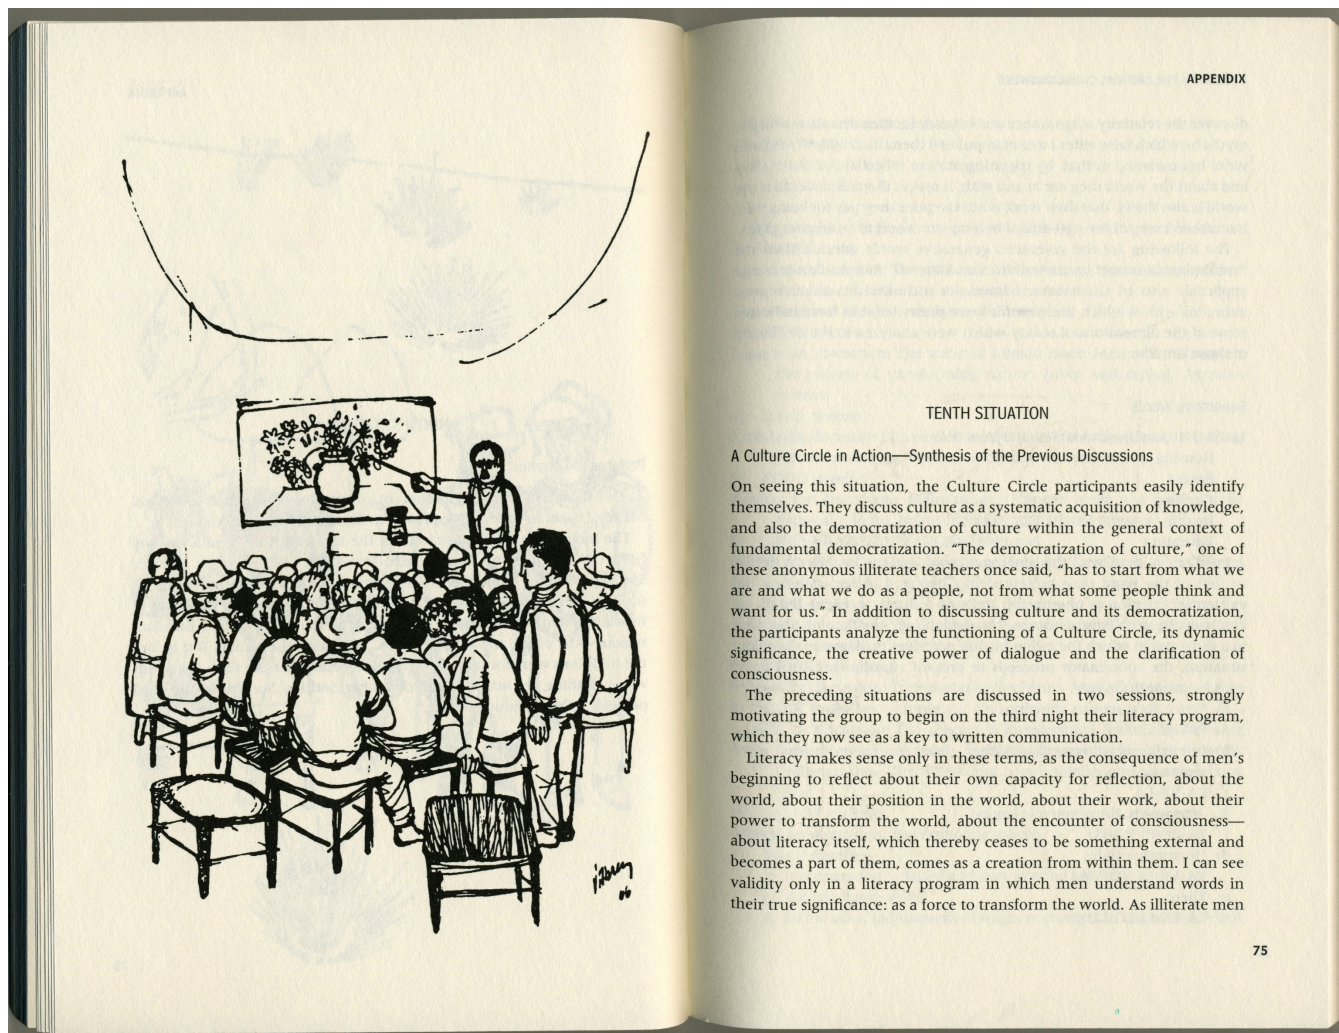 APPENDIX
TENTH SITUATION
A Culture Circle in Action—Synthesis of the Previous Discussions
On seeing this situation, the Culture Circle participants easily identify
themselves. They discuss culture as a systematic acquisition of knowledge,
and also the democratization of culture within the general context of
fundamental democratization. “The democratization of culture,” one of
these anonymous illiterate teachers once said, “has to start from what we
are and what we do as a people, not from what some people think and
want for us.” In addition to discussing culture and its democratization,
the participants analyze the functioning of a Culture Circle, its dynamic
significance, the creative power of dialogue and the clarification of
consciousness.
The preceding situations are discussed in two sessions, strongly
motivating the group to begin on the third night their literacy program,
which they now see as a key to written communication.
Literacy makes sense only in these terms, as the consequence of men’s
beginning to reflect about their own capacity for reflection, about the
world, about their position in the world, about their work, about their
power to transform the world, about the encounter of consciousness—
about literacy itself, which thereby ceases to be something external and
becomes a part of them, comes as a creation from within them. I can see
validity only in a literacy program in which men understand words in
their true significance: as a force to transform the world. As illiterate men
75